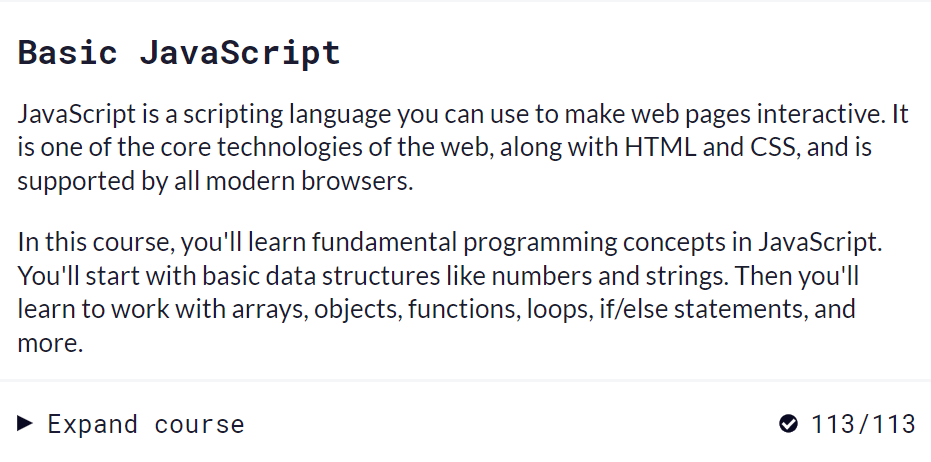 Basic JavaScript
JavaScript is a scripting language you can use to make web pages interactive. It
is one of the core technologies of the web, along with HTML and CSS, and is
supported by all modern browsers.
In this course, you'll learn fundamental programming concepts in JavaScript.
You'll start with basic data structures like numbers and strings. Then you'll
learn to work with arrays, objects, functions, loops, if/else statements, and
more.
Expand course 113/113